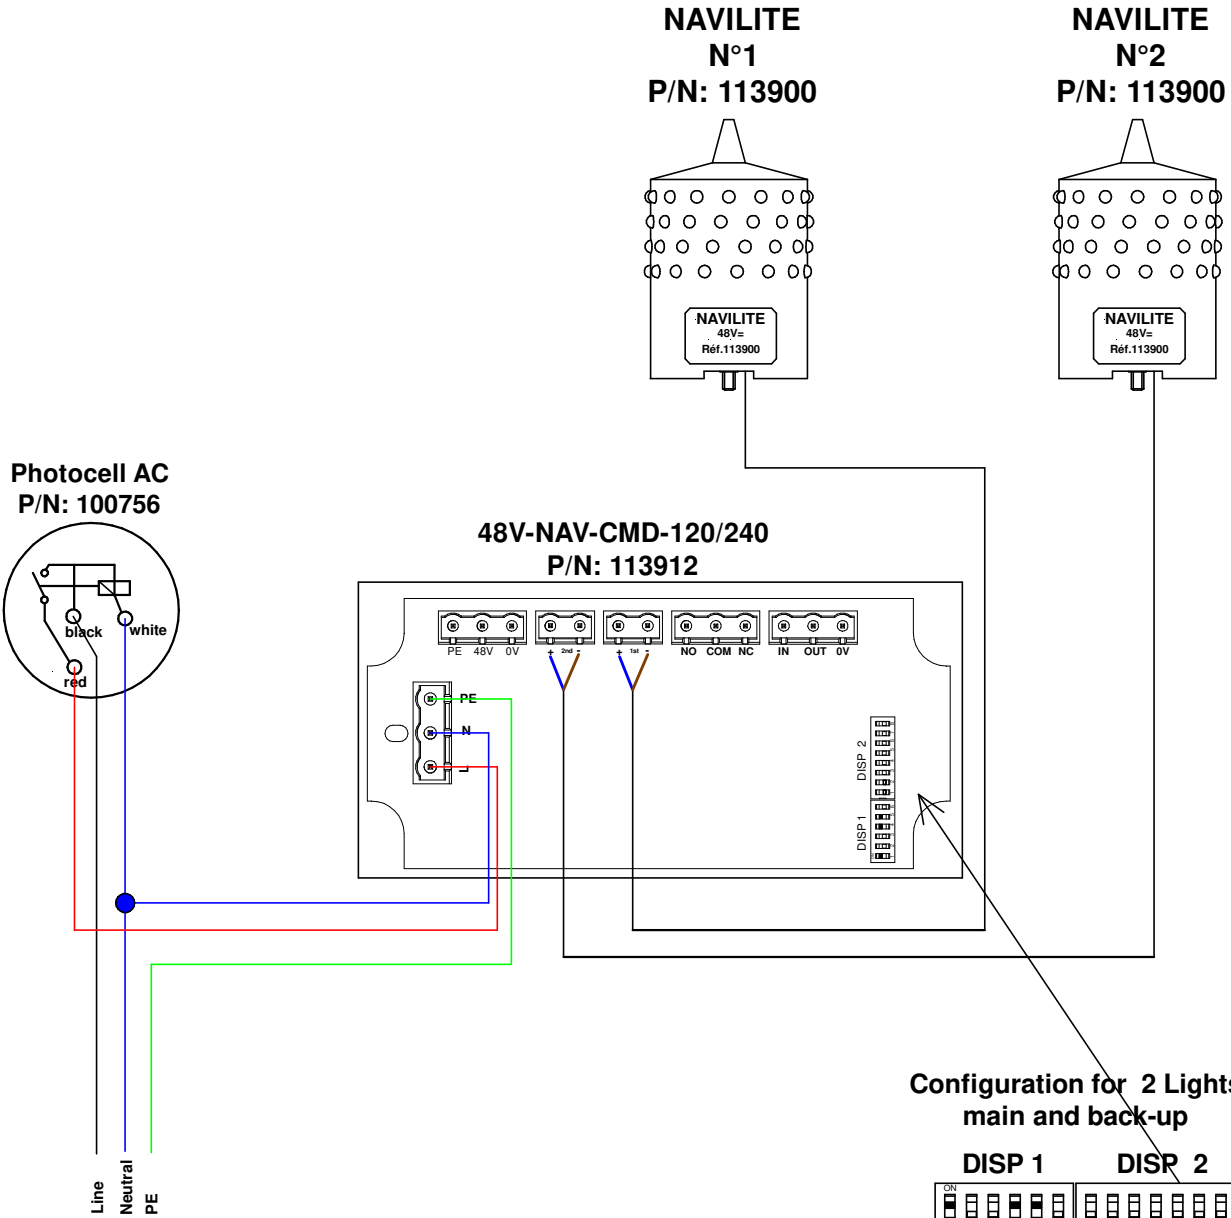 NAVILITE
N°1
P/N: 113900
NAVILITE
N°2
P/N: 113900
NAVILITE
48V=
Réf.113900
NAVILITE
48V=
Réf.113900
Photocell AC
P/N: 100756
black
white
red
48V-NAV-CMD-120/240
P/N: 113912
PE 48V 0V
+ 2nd -
+ 1st -
NO COM NC
IN OUT 0V
PE
N
L
DISP 2
DISP 1
Configuration for 2 Lights
main and back-up
DISP 1
DISP 2
ON
Line
Neutral
PE